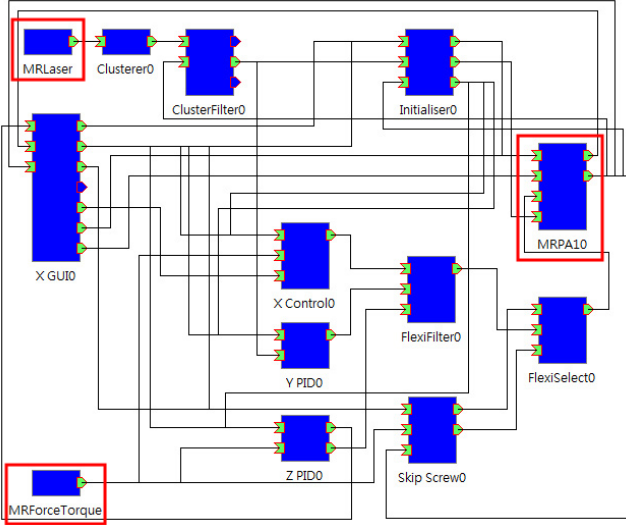 MRLaser
Clusterer0
ClusterFilter0
Initialiser0
MRPA10
X GUI0
X Control0
FlexiFilter0
Y PID0
FlexiSelect0
Z PID0
Skip Screw0
MRForceTorque